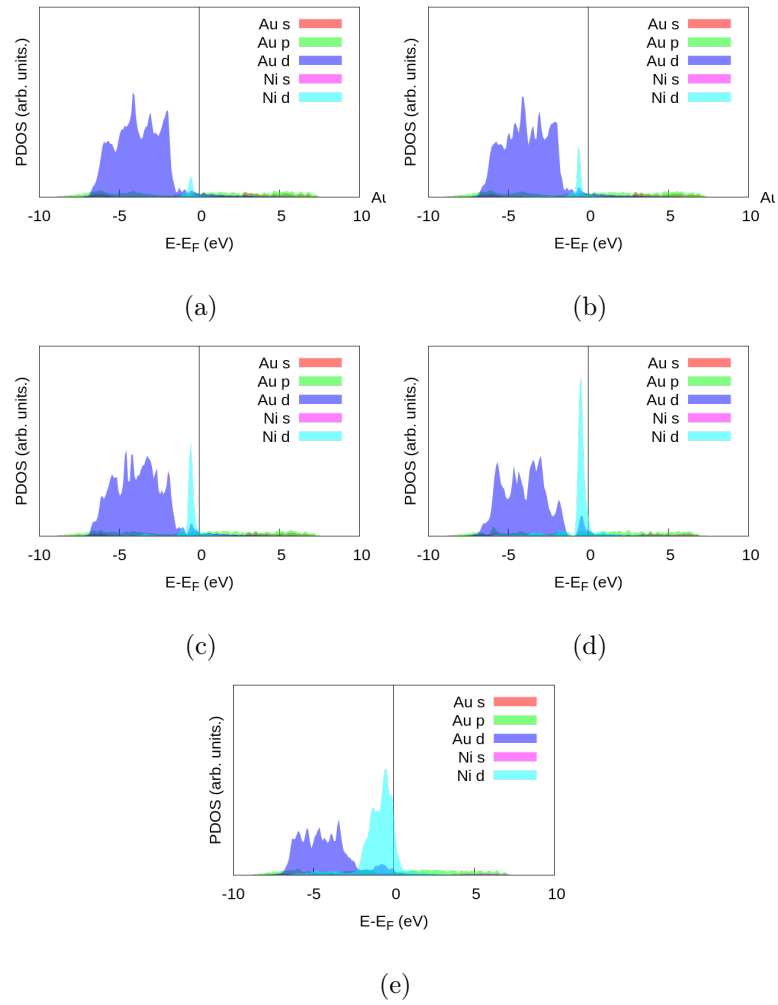 PDOS (arb. units.)
Au s
Au p
Au d
Ni s
Ni d
-10 -5 0 5 10
E-EF (eV)
Au
(a)
PDOS (arb. units.)
Au s
Au p
Au d
Ni s
Ni d
-10 -5 0 5 10
E-EF (eV)
(b)
PDOS (arb. units.)
Au s
Au p
Au d
Ni s
Ni d
-10 -5 0 5 10
E-EF (eV)
(c)
PDOS (arb. units.)
Au s
Au p
Au d
Ni s
Ni d
-10 -5 0 5 10
E-EF (eV)
(d)
PDOS (arb. units.)
Au s
Au p
Au d
Ni s
Ni d
-10 -5 0 5 10
E-EF (eV)
(e)